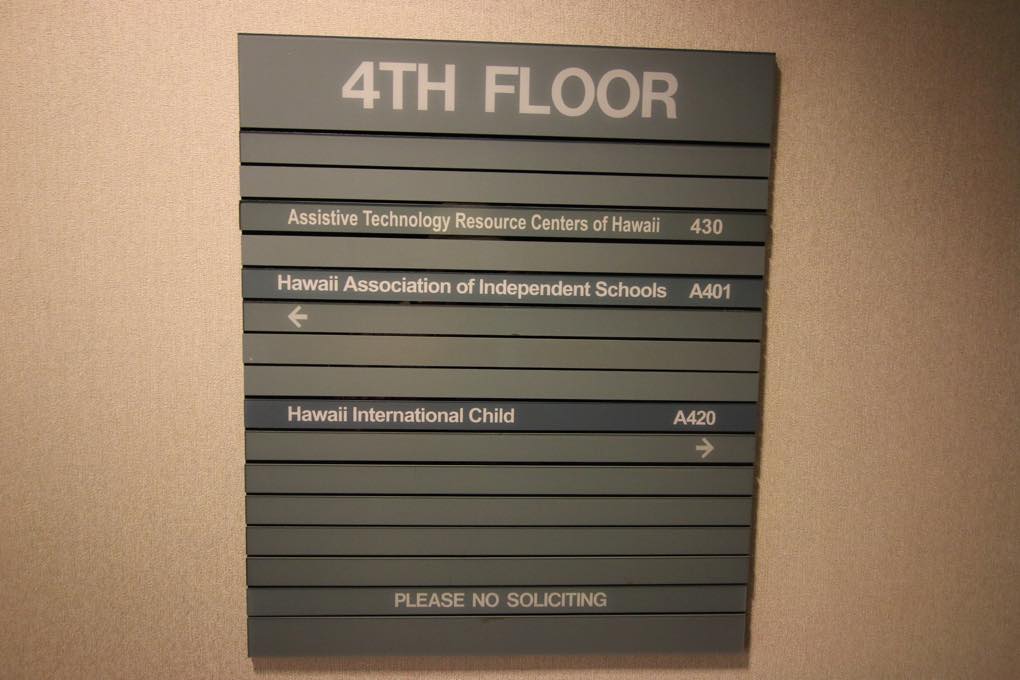 4TH FLOOR
Assistive Technology Resource Centers of Hawaii 430
Hawaii Association of Independent Schools A401
←
Hawaii International Child A420
→
PLEASE NO SOLICITING